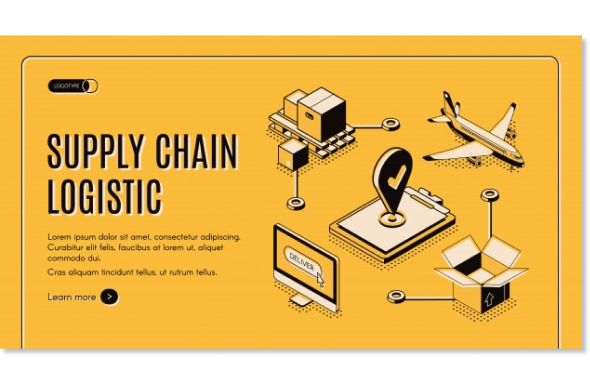 LOGOTYPE
SUPPLY CHAIN
LOGISTIC
Lorem ipsum dolor sit amet, consectetur adipiscing.
Curabitur elit felis, faucibus at lorem ut, aliquet
commodo dui.
Cras aliquam tincidunt tellus, ut rutrum tellus.
Learn more
DELIVER